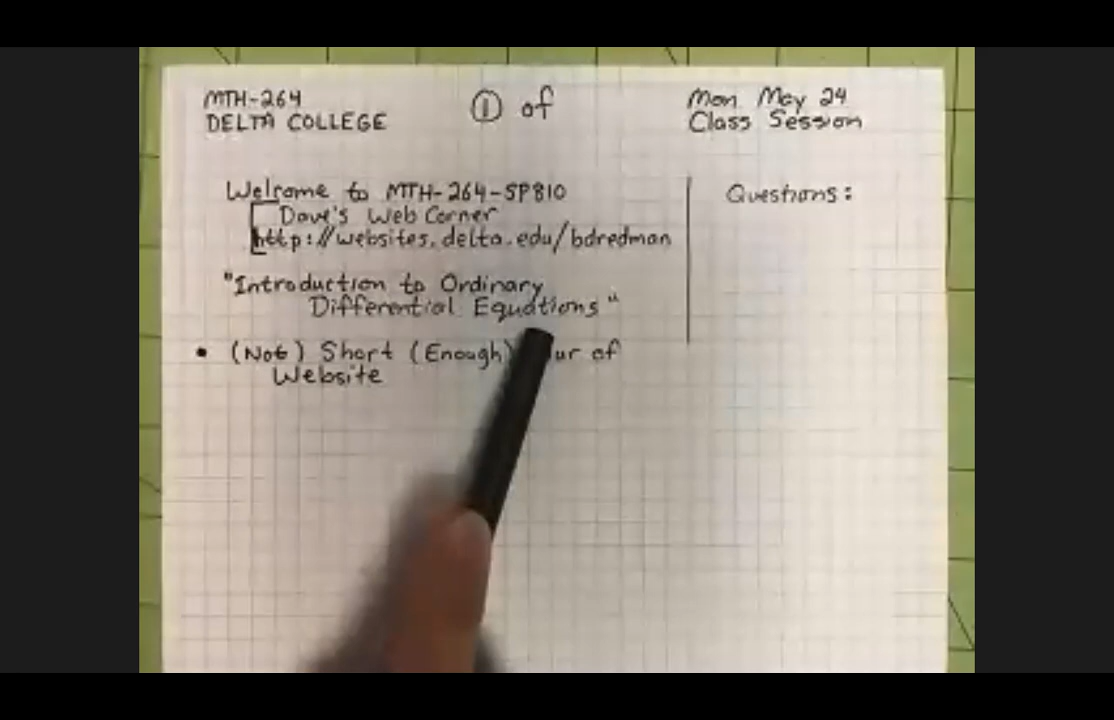 MTH-264
DELTA COLLEGE
① of
Mon May 24
Class Session
Welcome to MTH-264-SP810
Dave's Web Corner
http://websites.delta.edu/bdredman
"Introduction to Ordinary
Differential Equations"
• (Not) Short (Enough) of
Website
Questions: